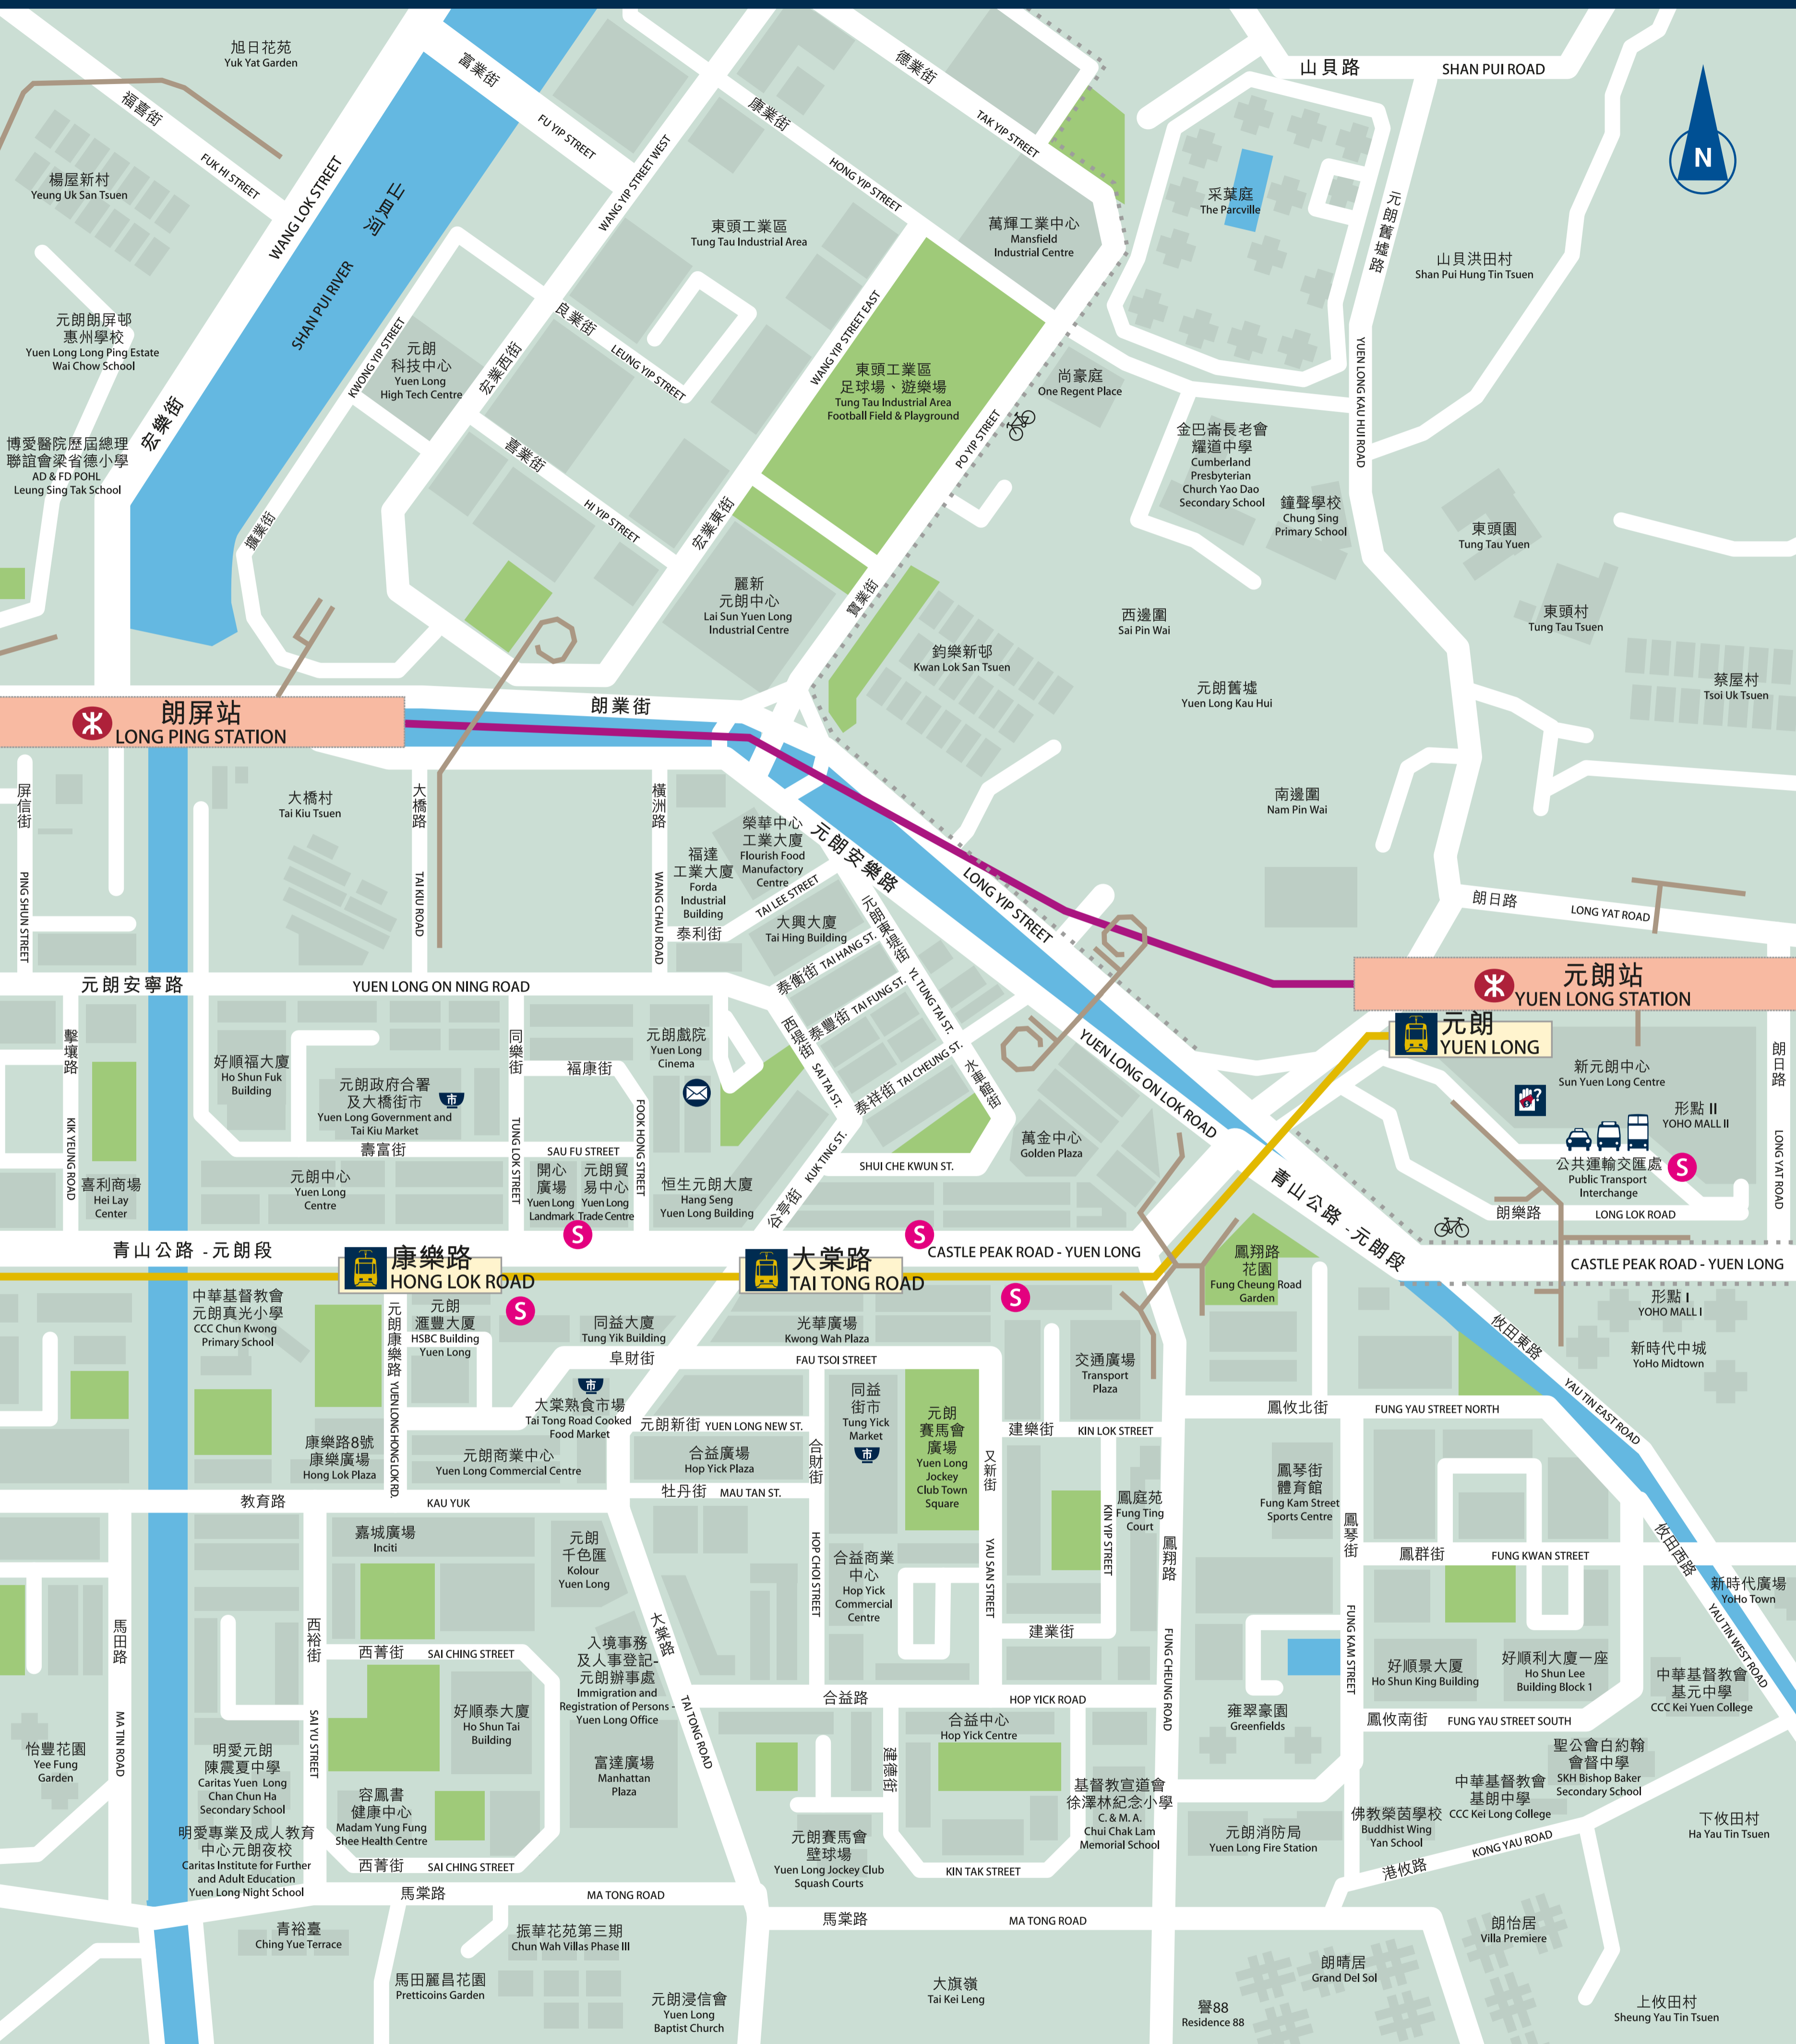 旭日花苑
Yuk Yat Garden
福喜街
FUK HI STREET
楊屋新村
Yeung Uk San Tsuen
WANG LOK STREET
宏樂街
山貝河
SHAN PUI RIVER
富業街
FU YIP STREET
康業街
HONG YIP STREET
德業街
TAK YIP STREET
WANG YIP STREET WEST
宏業西街
山貝路
SHAN PUI ROAD
N
采葉庭
The Parcville
元朗舊墟路
YUEN LONG KAU HUI ROAD
山貝洪田村
Shan Pui Hung Tin Tsuen
東頭工業區
Tung Tau Industrial Area
萬輝工業中心
Mansfield
Industrial Centre
元朗朗屏邨
惠州學校
Yuen Long Long Ping Estate
Wai Chow School
元朗
科技中心
Yuen Long
High Tech Centre
KWONG YIP STREET
擴業街
良業街
LEUNG YIP STREET
WANG YIP STREET EAST
宏業東街
東頭工業區
足球場、遊樂場
Tung Tau Industrial Area
Football Field & Playground
尚豪庭
One Regent Place
PO YIP STREET
寶業街
博愛醫院歷屆總理
聯誼會梁省德小學
AD & FD POHL
Leung Sing Tak School
喜業街
HI YIP STREET
金巴崙長老會
耀道中學
Cumberland
Presbyterian
Church Yao Dao
Secondary School
鐘聲學校
Chung Sing
Primary School
東頭園
Tung Tau Yuen
東頭村
Tung Tau Tsuen
麗新
元朗中心
Lai Sun Yuen Long
Industrial Centre
西邊圍
Sai Pin Wai
鈞樂新邨
Kwan Lok San Tsuen
元朗舊墟
Yuen Long Kau Hui
蔡屋村
Tsoi Uk Tsuen
朗屏站
LONG PING STATION
朗業街
LONG YIP STREET
屏信街
PING SHUN STREET
大橋村
Tai Kiu Tsuen
大橋路
TAI KIU ROAD
橫洲路
WANG CHAU ROAD
榮華中心
工業大廈
Flourish Food
Manufactory
Centre
福達
工業大廈
Forda
Industrial
Building
元朗安樂路
YUEN LONG ON LOK ROAD
南邊圍
Nam Pin Wai
TAI LEE STREET
泰利街
大興大廈
Tai Hing Building
元朗東堤街
YL TUNG TAI ST.
朗日路
LONG YAT ROAD
元朗站
YUEN LONG STATION
元朗
YUEN LONG
元朗安寧路
YUEN LONG ON NING ROAD
泰衡街 TAI HANG ST.
泰豐街 TAI FUNG ST.
泰祥街 TAI CHEUNG ST.
西堤街
SAI TAI ST.
水車館街
SHUI CHE KWUN ST.
擊壤路
KIK YEUNG ROAD
好順福大廈
Ho Shun Fuk
Building
元朗政府合署
及大橋街市
Yuen Long Government and
Tai Kiu Market
市
同樂街
TUNG LOK STREET
福康街
FOOK HONG STREET
元朗戲院
Yuen Long
Cinema
壽富街
SAU FU STREET
新元朗中心
Sun Yuen Long Centre
形點 II
YOHO MALL II
朗日路
LONG YAT ROAD
公共運輸交匯處
Public Transport
Interchange
S
朗樂路
LONG LOK ROAD
喜利商場
Hei Lay
Center
元朗中心
Yuen Long
Centre
開心
廣場
Yuen Long
Landmark
元朗貿
易中心
Yuen Long
Trade Centre
恒生元朗大廈
Hang Seng
Yuen Long Building
谷亭街
KUK TING ST.
萬金中心
Golden Plaza
S
S
青山公路 - 元朗段
CASTLE PEAK ROAD - YUEN LONG
青山公路 - 元朗段
CASTLE PEAK ROAD - YUEN LONG
康樂路
HONG LOK ROAD
大棠路
TAI TONG ROAD
鳳翔路
花園
Fung Cheung Road
Garden
S
S
中華基督教會
元朗真光小學
CCC Chun Kwong
Primary School
元朗康樂路
YUEN LONG HONG LOK RD.
元朗
滙豐大厦
HSBC Building
Yuen Long
同益大廈
Tung Yik Building
光華廣場
Kwong Wah Plaza
形點 I
YOHO MALL I
新時代中城
YoHo Midtown
攸田東路
YAU TIN EAST ROAD
阜財街
FAU TSOI STREET
交通廣場
Transport
Plaza
市
大棠熟食市場
Tai Tong Road Cooked
Food Market
同益
街市
Tung Yick
Market
市
元朗
賽馬會
廣場
Yuen Long
Jockey
Club Town
Square
元朗新街 YUEN LONG NEW ST.
建樂街
KIN LOK STREET
鳳攸北街
FUNG YAU STREET NORTH
康樂路8號
康樂廣場
Hong Lok Plaza
元朗商業中心
Yuen Long Commercial Centre
合益廣場
Hop Yick Plaza
合財街
HOP CHOI STREET
又新街
YAU SAN STREET
牡丹街 MAU TAN ST.
教育路
KAU YUK
鳳庭苑
Fung Ting
Court
KIN YIP STREET
鳳琴街
體育館
Fung Kam Street
Sports Centre
鳳琴街
FUNG KAM STREET
鳳翔路
FUNG CHEUNG ROAD
鳳群街
FUNG KWAN STREET
攸田西路
YAU TIN WEST ROAD
新時代廣場
YoHo Town
嘉城廣場
Inciti
元朗
千色匯
Kolour
Yuen Long
合益商業
中心
Hop Yick
Commercial
Centre
建業街
馬田路
MA TIN ROAD
西裕街
SAI YU STREET
西菁街
SAI CHING STREET
大棠路
TAI TONG ROAD
入境事務
及人事登記-
元朗辦事處
Immigration and
Registration of Persons -
Yuen Long Office
好順泰大廈
Ho Shun Tai
Building
合益路
HOP YICK ROAD
好順景大廈
Ho Shun King Building
好順利大廈一座
Ho Shun Lee
Building Block 1
中華基督教會
基元中學
CCC Kei Yuen College
雍翠豪園
Greenfields
鳳攸南街
FUNG YAU STREET SOUTH
怡豐花園
Yee Fung
Garden
明愛元朗
陳震夏中學
Caritas Yuen Long
Chan Chun Ha
Secondary School
富達廣場
Manhattan
Plaza
合益中心
Hop Yick Centre
建德街
KIN TAK STREET
聖公會白約翰
會督中學
SKH Bishop Baker
Secondary School
中華基督教會
基朗中學
CCC Kei Long College
基督教宣道會
徐澤林紀念小學
C. & M. A.
Chui Chak Lam
Memorial School
容鳳書
健康中心
Madam Yung Fung
Shee Health Centre
元朗賽馬會
壁球場
Yuen Long Jockey Club
Squash Courts
元朗消防局
Yuen Long Fire Station
佛教榮茵學校
Buddhist Wing
Yan School
下攸田村
Ha Yau Tin Tsuen
港攸路
KONG YAU ROAD
明愛專業及成人教育
中心元朗夜校
Caritas Institute for Further
and Adult Education
Yuen Long Night School
西菁街
SAI CHING STREET
馬棠路
MA TONG ROAD
馬棠路
MA TONG ROAD
青裕臺
Ching Yue Terrace
振華花苑第三期
Chun Wah Villas Phase III
朗怡居
Villa Premiere
朗晴居
Grand Del Sol
馬田麗昌花園
Pretticoins Garden
元朗浸信會
Yuen Long
Baptist Church
大旗嶺
Tai Kei Leng
譽88
Residence 88
上攸田村
Sheung Yau Tin Tsuen